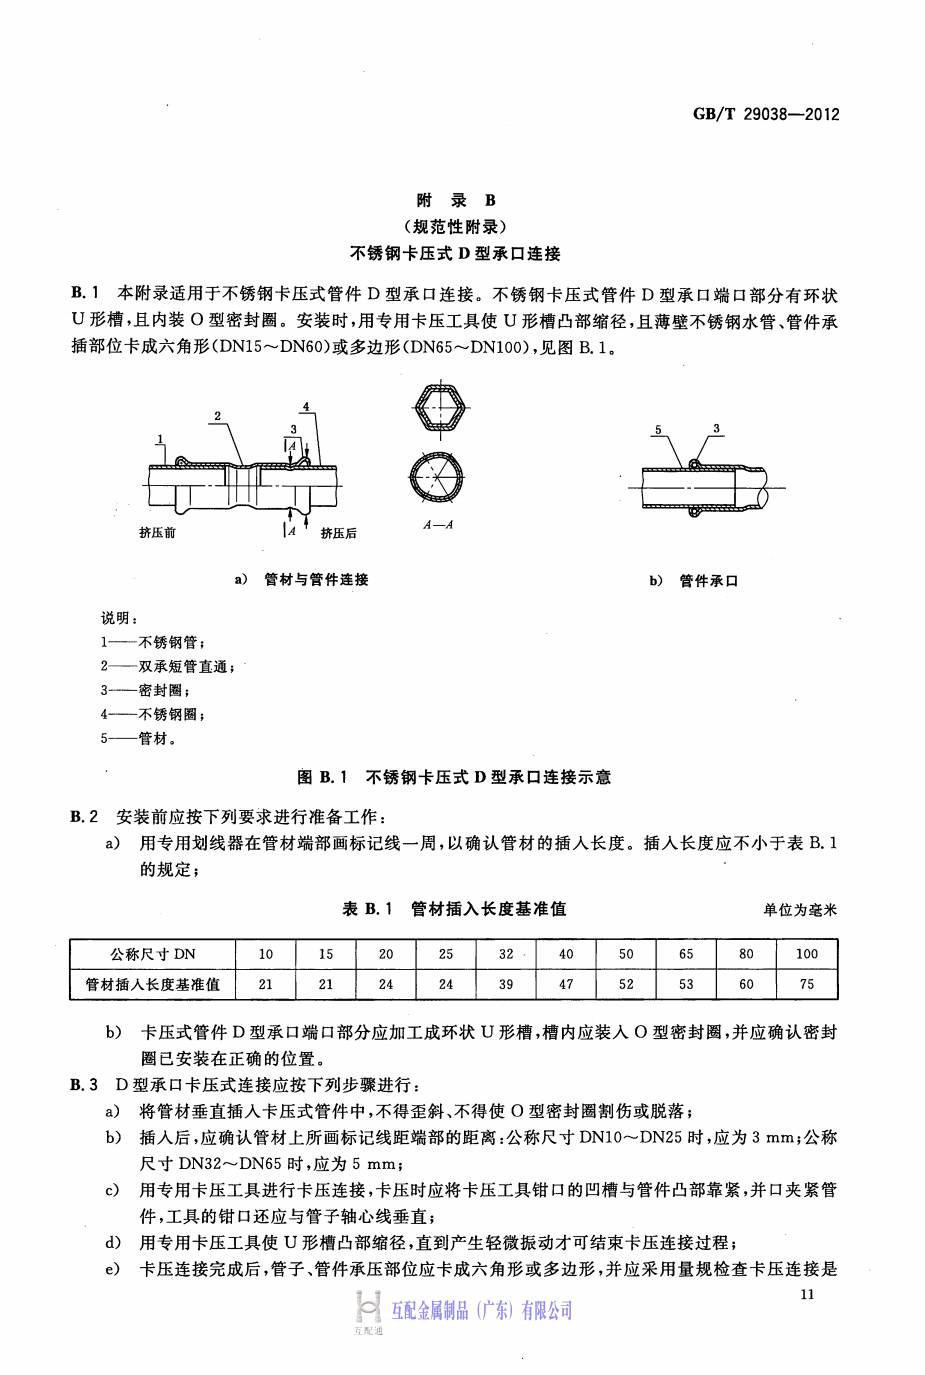 GB/T 29038—2012
附 录 B
(规范性附录)
不锈钢卡压式 D 型承口连接
B.1 本附录适用于不锈钢卡压式管件 D 型承口连接。不锈钢卡压式管件 D 型承口端口部分有环状
U 形槽,且内装 O 型密封圈。安装时,用专用卡压工具使 U 形槽凸部缩径,且薄壁不锈钢水管、管件承
插部位卡成六角形(DN15～DN60)或多边形(DN65～DN100),见图 B.1。
1
2
3
4
A
A
挤压前
挤压后
A—A
5
3
a) 管材与管件连接
b) 管件承口
说明:
1——不锈钢管;
2——双承短管直通;
3——密封圈;
4——不锈钢圈;
5——管材。
图 B.1 不锈钢卡压式 D 型承口连接示意
B.2 安装前应按下列要求进行准备工作:
a) 用专用划线器在管材端部画标记线一周,以确认管材的插入长度。插入长度应不小于表 B.1
的规定;
表 B.1 管材插入长度基准值
单位为毫米
公称尺寸 DN 10 15 20 25 32 40 50 65 80 100
管材插入长度基准值 21 21 24 24 39 47 52 53 60 75
b) 卡压式管件 D 型承口端口部分应加工成环状 U 形槽,槽内应装入 O 型密封圈,并应确认密封
圈已安装在正确的位置。
B.3 D 型承口卡压式连接应按下列步骤进行:
a) 将管材垂直插入卡压式管件中,不得歪斜、不得使 O 型密封圈割伤或脱落;
b) 插入后,应确认管材上所画标记线距端部的距离:公称尺寸 DN10～DN25 时,应为 3 mm;公称
尺寸 DN32～DN65 时,应为 5 mm;
c) 用专用卡压工具进行卡压连接,卡压时应将卡压工具钳口的凹槽与管件凸部靠紧,并口夹紧管
件,工具的钳口还应与管子轴心线垂直;
d) 用专用卡压工具使 U 形槽凸部缩径,直到产生轻微振动才可结束卡压连接过程;
e) 卡压连接完成后,管子、管件承压部位应卡成六角形或多边形,并应采用量规检查卡压连接是
11
互配通
互配金属制品(广东)有限公司